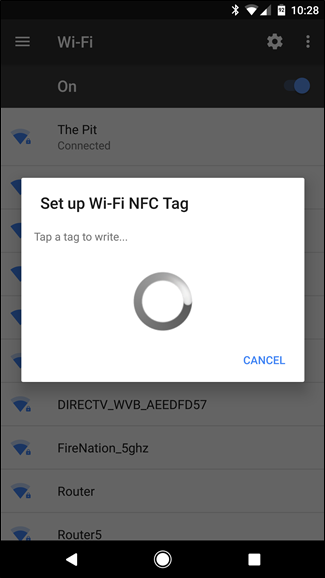 10:28
Wi-Fi
On
The Pit
Connected
Set up Wi-Fi NFC Tag
Tap a tag to write...
CANCEL
DIRECTV_WVB_AEEDFD57
FireNation_5ghz
Router
Router5